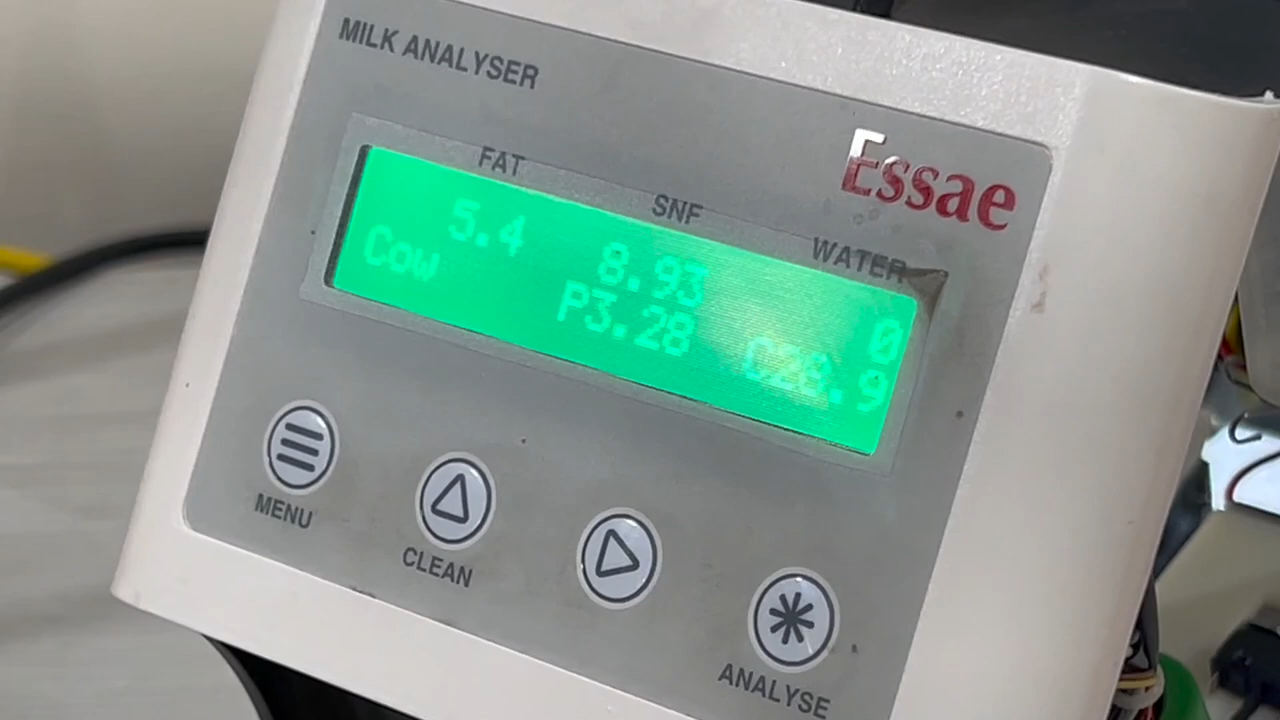 MILK ANALYSER
Essae
FAT SNF WATER
5.4 8.93 0
Cow P3.28 C28.9
MENU
CLEAN
ANALYSE